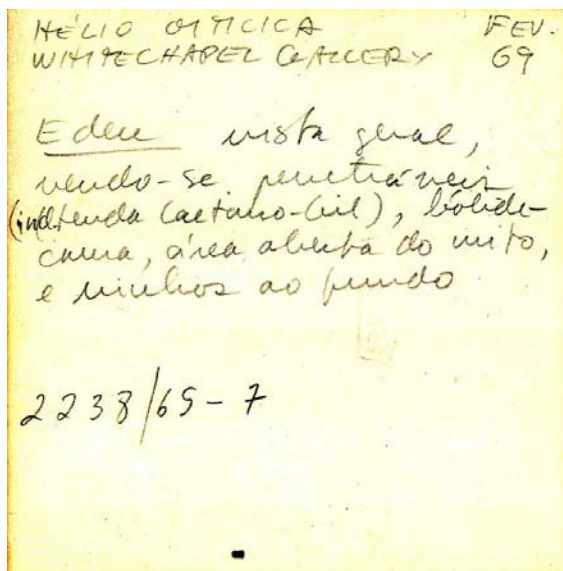 HÉLIO OITICICA FEV.
WHITECHAPEL GALLERY 69
Eden vista geral,
vendo-se penetráveis
(incl. tenda Caetano-Gil), bólide-
cama, área aberta do mito,
e ninhos ao fundo
2238/69-7